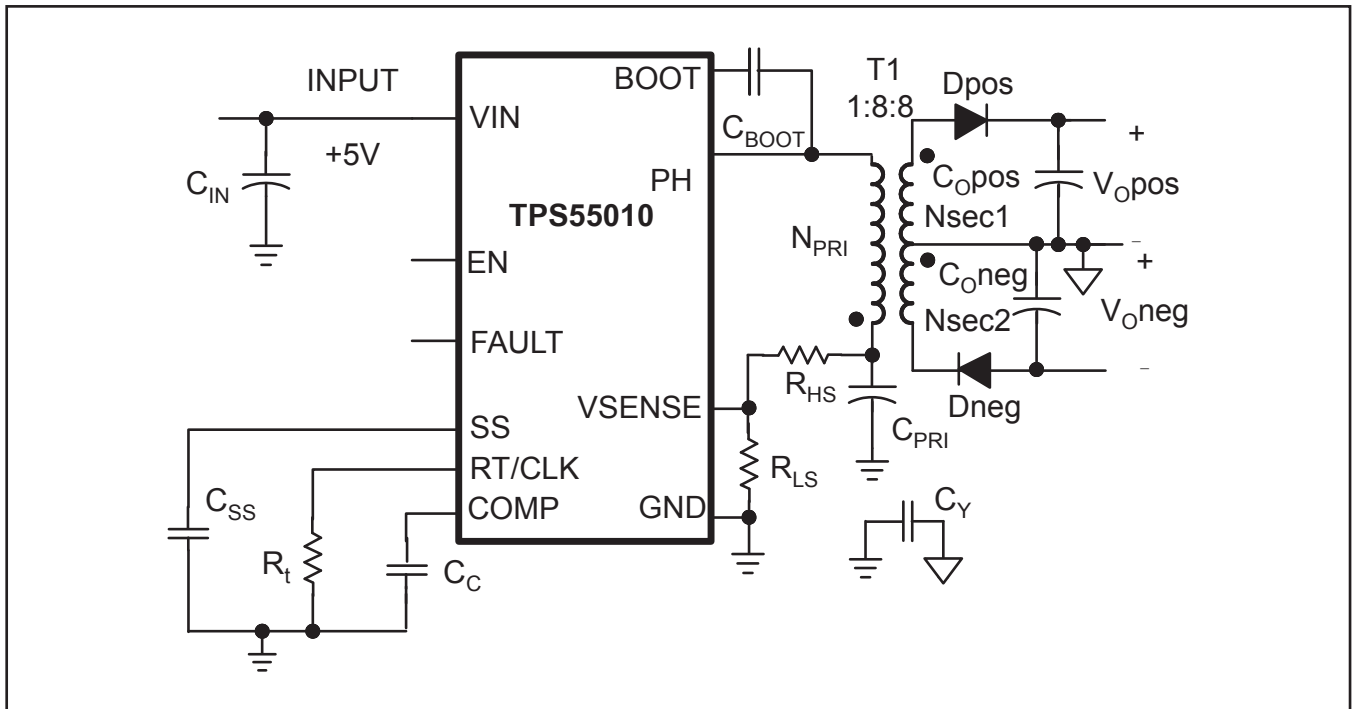 INPUT
+5V
C_IN
VIN
EN
FAULT
SS
RT/CLK
COMP
TPS55010
BOOT
PH
VSENSE
GND
C_BOOT
T1
1:8:8
Dpos
+
C_Opos
V_Opos
Nsec1
−
N_PRI
+
C_Oneg
V_Oneg
Nsec2
−
Dneg
R_HS
C_PRI
R_LS
C_Y
C_SS
R_t
C_C